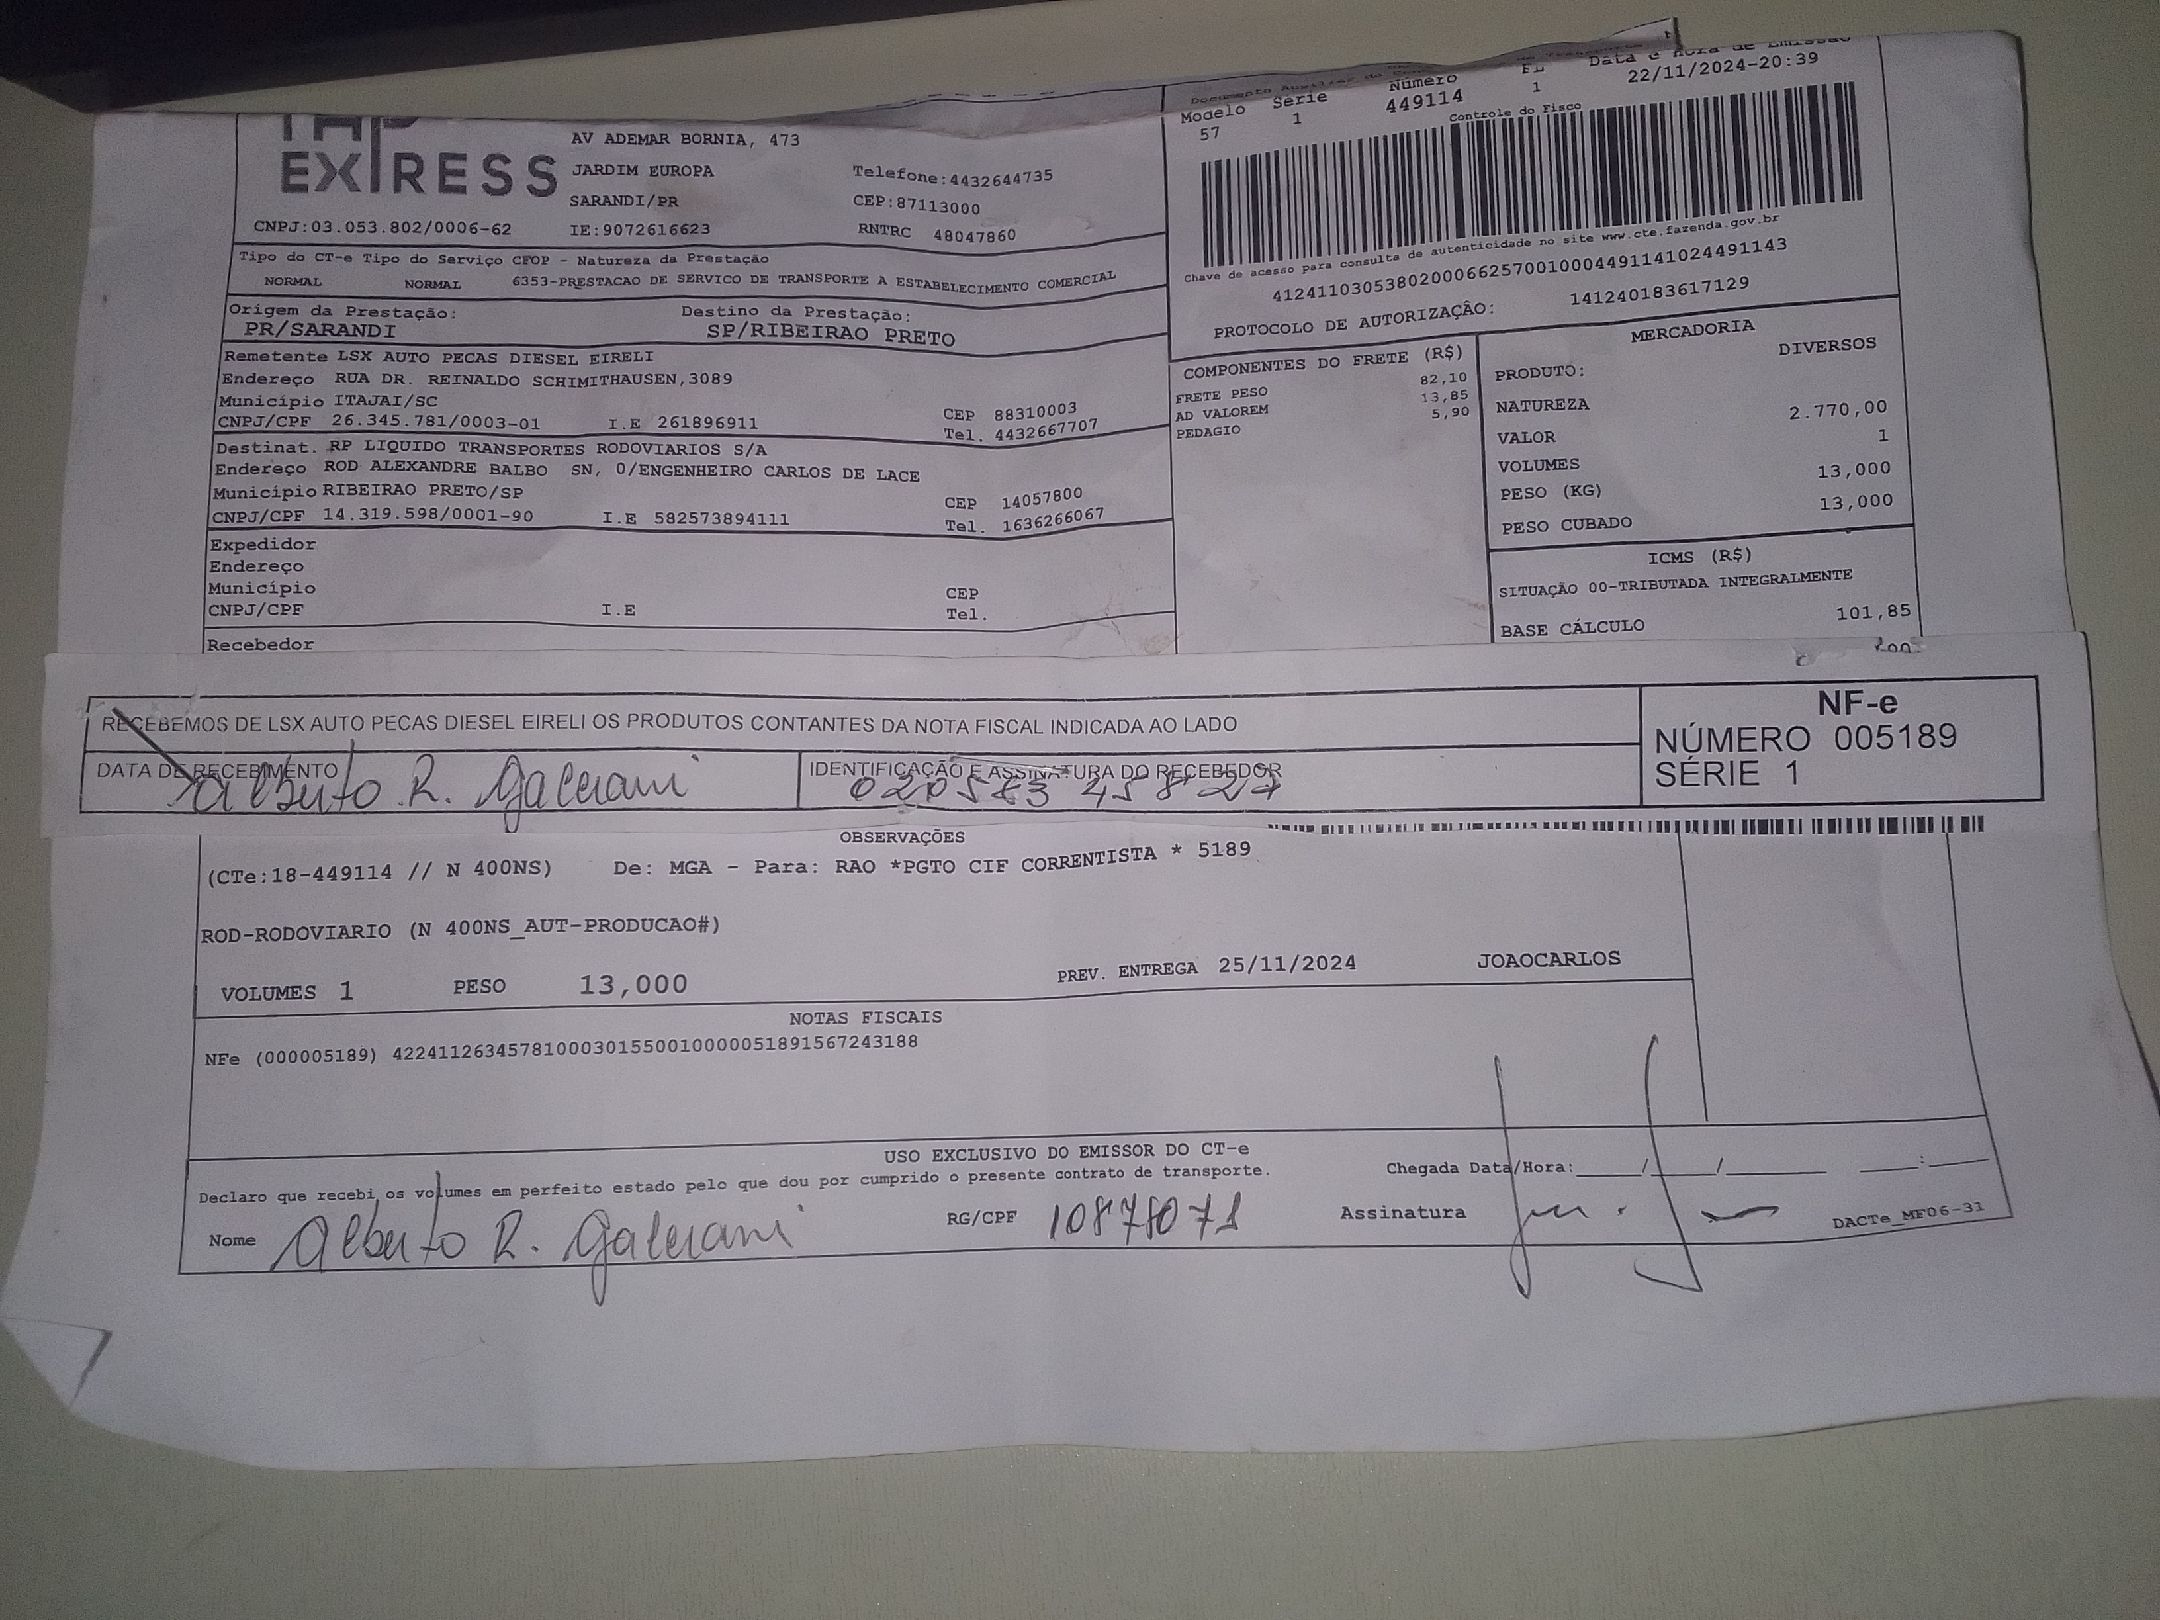 EXPRESS
AV ADEMAR BORNIA, 473
JARDIM EUROPA
Telefone:4432644735
SARANDI/PR
CEP:87113000
CNPJ:03.053.802/0006-62
IE:9072616623
RNTRC 48047860
Data e Hora de Emissão
Modelo Serie Número FL 22/11/2024-20:39
57 1 449114 1
Controle do Fisco
Chave de acesso para consulta de autenticidade no site www.cte.fazenda.gov.br
41241103053802000662570010004491141024491143
PROTOCOLO DE AUTORIZAÇÃO: 141240183617129
Tipo do CT-e Tipo do Serviço CFOP - Natureza da Prestação
NORMAL NORMAL 6353-PRESTACAO DE SERVICO DE TRANSPORTE A ESTABELECIMENTO COMERCIAL
Origem da Prestação: Destino da Prestação:
PR/SARANDI SP/RIBEIRAO PRETO
Remetente LSX AUTO PECAS DIESEL EIRELI
Endereço RUA DR. REINALDO SCHIMITHAUSEN,3089
Município ITAJAI/SC CEP 88310003
CNPJ/CPF 26.345.781/0003-01 I.E 261896911 Tel. 4432667707
Destinat. RP LIQUIDO TRANSPORTES RODOVIARIOS S/A
Endereço ROD ALEXANDRE BALBO SN, 0/ENGENHEIRO CARLOS DE LACE
Município RIBEIRAO PRETO/SP CEP 14057800
CNPJ/CPF 14.319.598/0001-90 I.E 582573894111 Tel. 1636266067
Expedidor
Endereço
Município CEP
CNPJ/CPF I.E Tel.
Recebedor
COMPONENTES DO FRETE (R$)
FRETE PESO 82,10
AD VALOREM 13,85
PEDAGIO 5,90
MERCADORIA
PRODUTO: DIVERSOS
NATUREZA
VALOR 2.770,00
VOLUMES 1
PESO (KG) 13,000
PESO CUBADO 13,000
ICMS (R$)
SITUAÇÃO 00-TRIBUTADA INTEGRALMENTE
BASE CÁLCULO 101,85
RECEBEMOS DE LSX AUTO PECAS DIESEL EIRELI OS PRODUTOS CONTANTES DA NOTA FISCAL INDICADA AO LADO
NF-e
NÚMERO 005189
SÉRIE 1
DATA DE RECEBIMENTO
Alberto R. Galerani
IDENTIFICAÇÃO E ASSINATURA DO RECEBEDOR
OBSERVAÇÕES
(CTe:18-449114 // N 400NS) De: MGA - Para: RAO *PGTO CIF CORRENTISTA * 5189
ROD-RODOVIARIO (N 400NS_AUT-PRODUCAO#)
VOLUMES 1 PESO 13,000 PREV. ENTREGA 25/11/2024 JOAOCARLOS
NOTAS FISCAIS
NFe (000005189) 42241126345781000301550010000051891567243188
USO EXCLUSIVO DO EMISSOR DO CT-e
Declaro que recebi os volumes em perfeito estado pelo que dou por cumprido o presente contrato de transporte.
Chegada Data/Hora:____/____/______ ___:____
Nome Alberto R. Galerani RG/CPF 10878071 Assinatura
DACTe_MF06-31